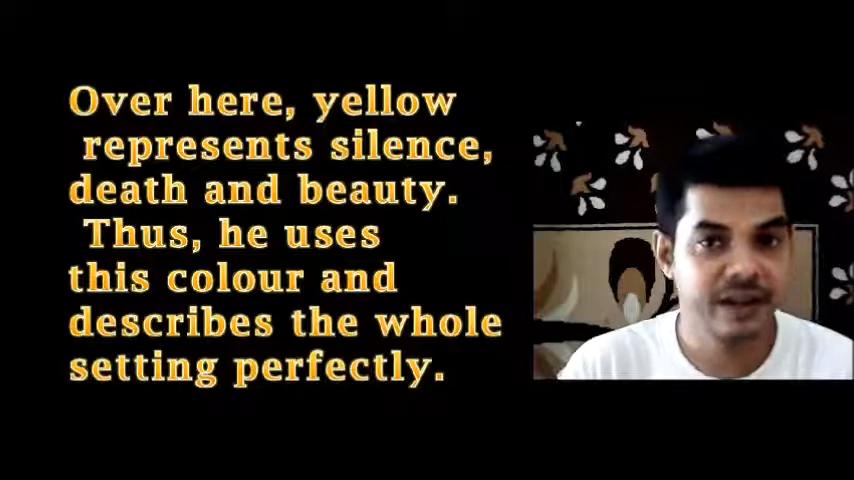 Over here, yellow
represents silence,
death and beauty.
Thus, he uses
this colour and
describes the whole
setting perfectly.